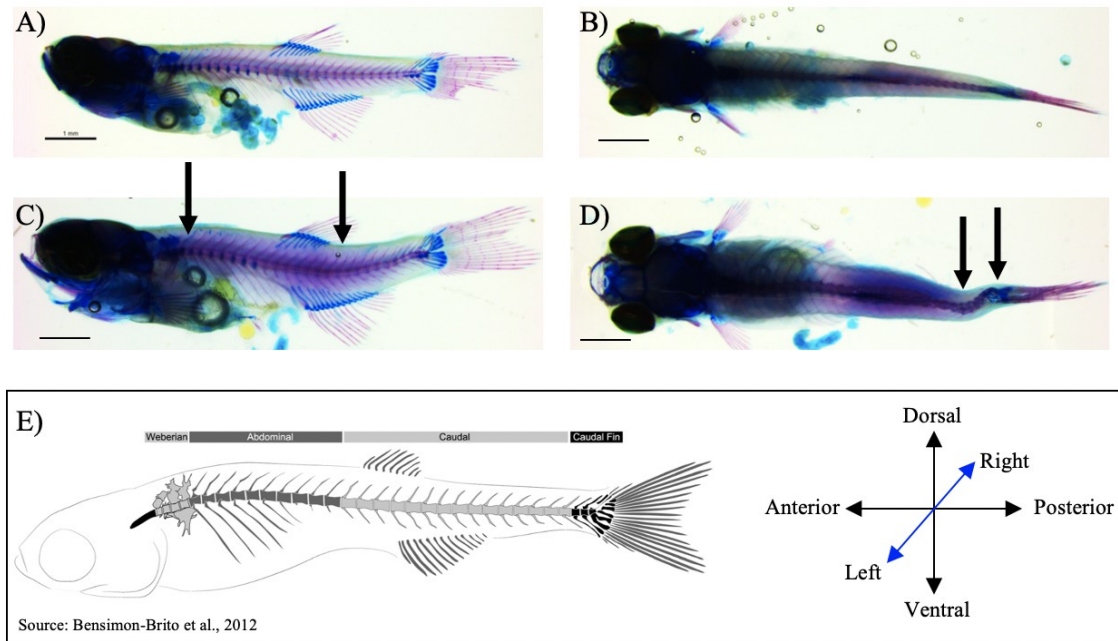 A)
B)
1 mm
C)
D)
E)
Weberian Abdominal Caudal Caudal Fin
Dorsal
Right
Anterior Posterior
Left
Ventral
Source: Bensimon-Brito et al., 2012